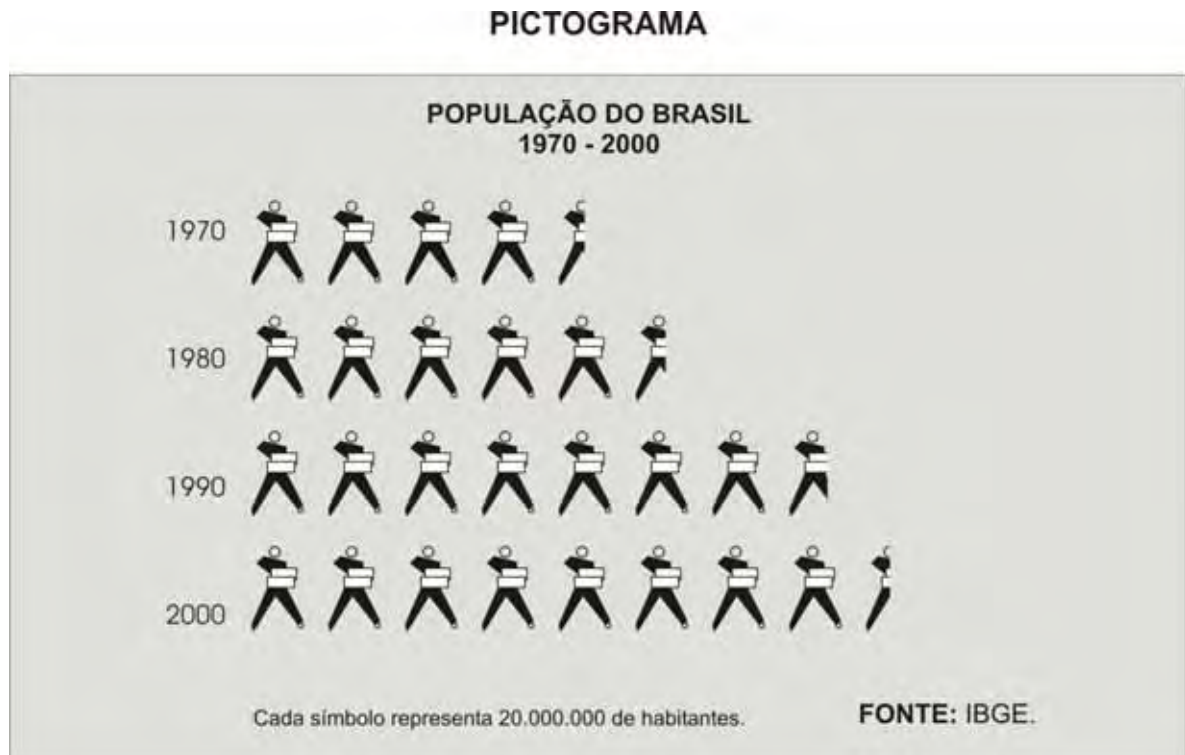 PICTOGRAMA
POPULAÇÃO DO BRASIL
1970 - 2000
1970
1980
1990
2000
Cada símbolo representa 20.000.000 de habitantes.
FONTE: IBGE.